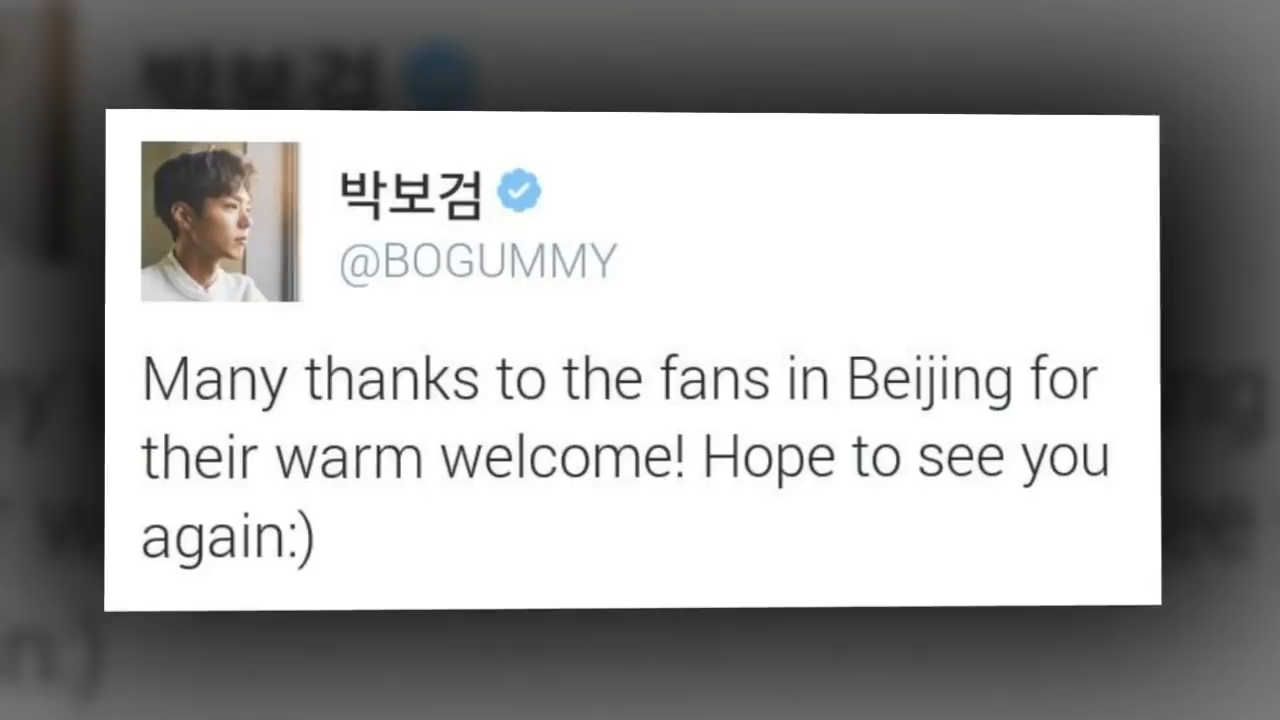 박보검
@BOGUMMY
Many thanks to the fans in Beijing for
their warm welcome! Hope to see you
again:)